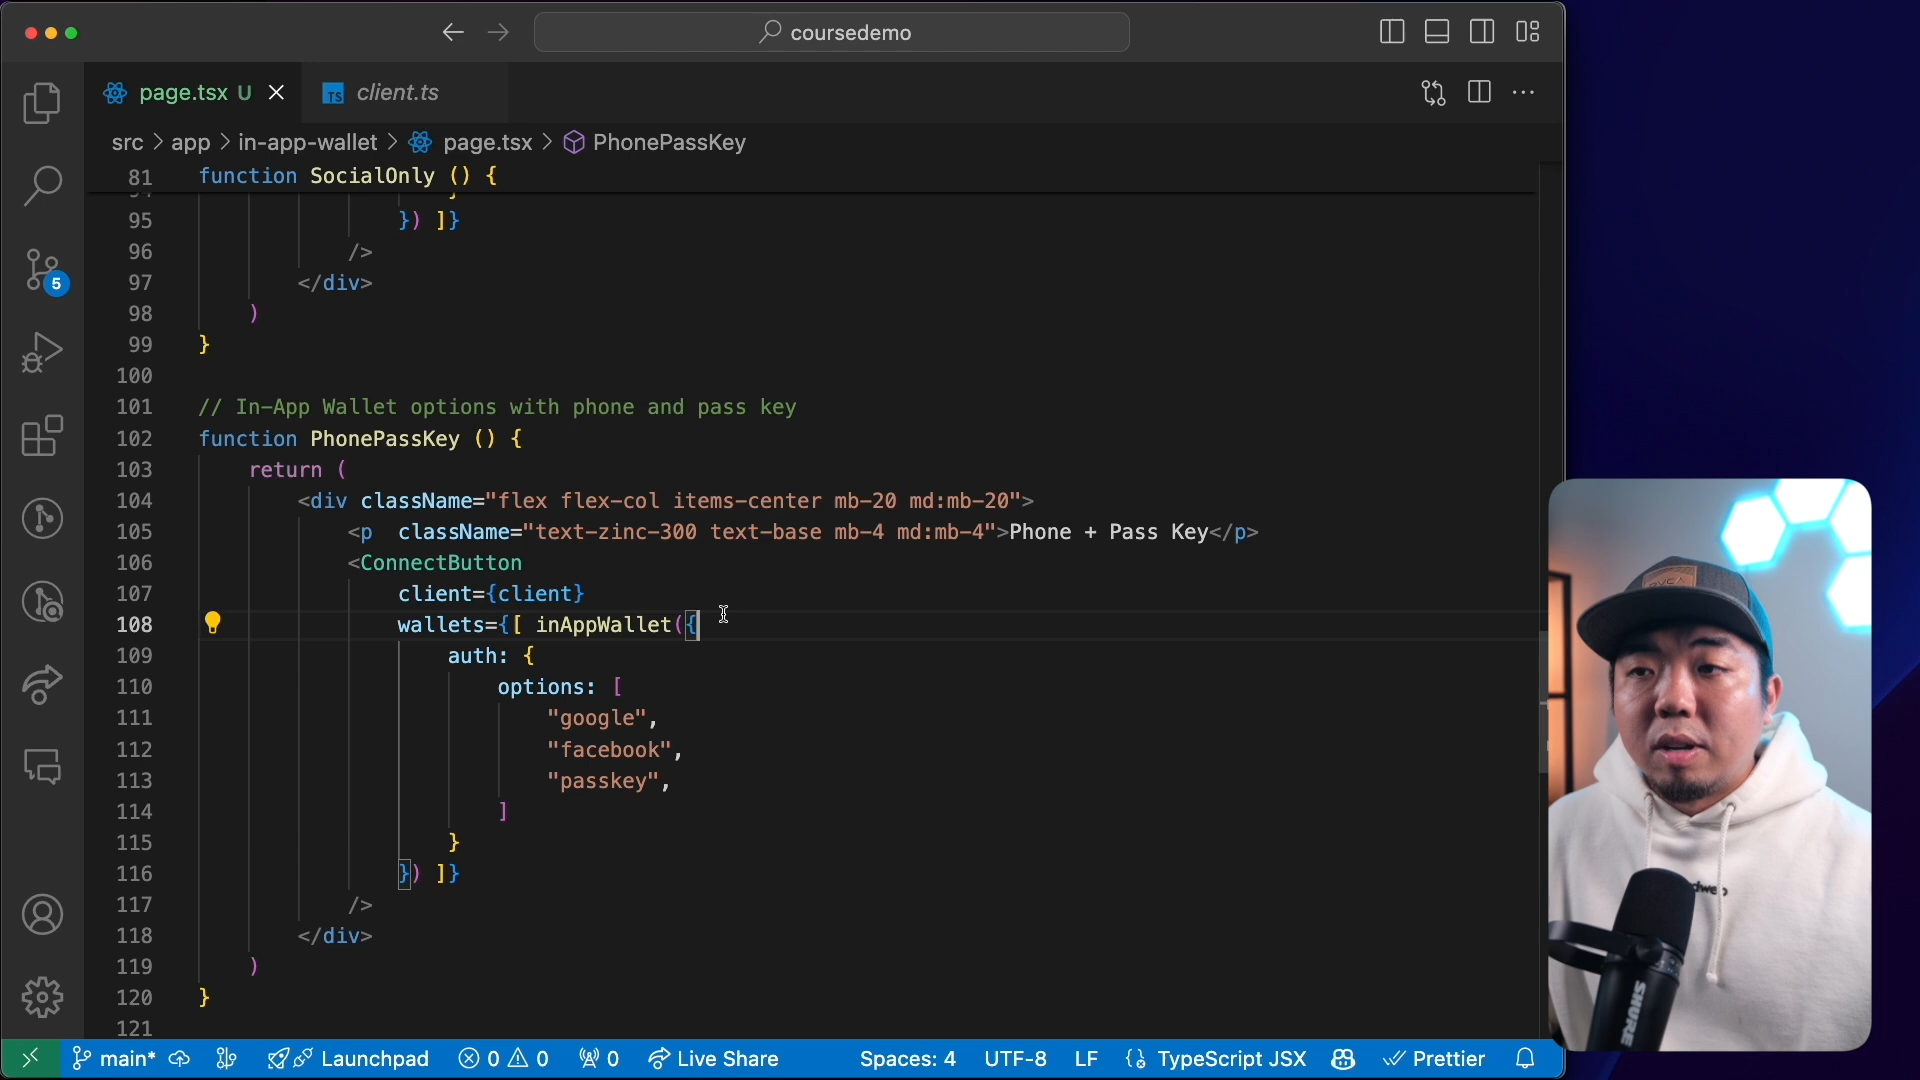 coursedemo
page.tsx U
client.ts
src > app > in-app-wallet > page.tsx > PhonePassKey
81 function SocialOnly () {
95 }) ]}
96 />
97 </div>
98 )
99 }
100
101 // In-App Wallet options with phone and pass key
102 function PhonePassKey () {
103 return (
104 <div className="flex flex-col items-center mb-20 md:mb-20">
105 <p className="text-zinc-300 text-base mb-4 md:mb-4">Phone + Pass Key</p>
106 <ConnectButton
107 client={client}
108 wallets={[ inAppWallet({
109 auth: {
110 options: [
111 "google",
112 "facebook",
113 "passkey",
114 ]
115 }
116 }) ]}
117 />
118 </div>
119 )
120 }
121
5
main* Launchpad 0 0 0 Live Share Spaces: 4 UTF-8 LF TypeScript JSX Prettier
RVCA
SHURE